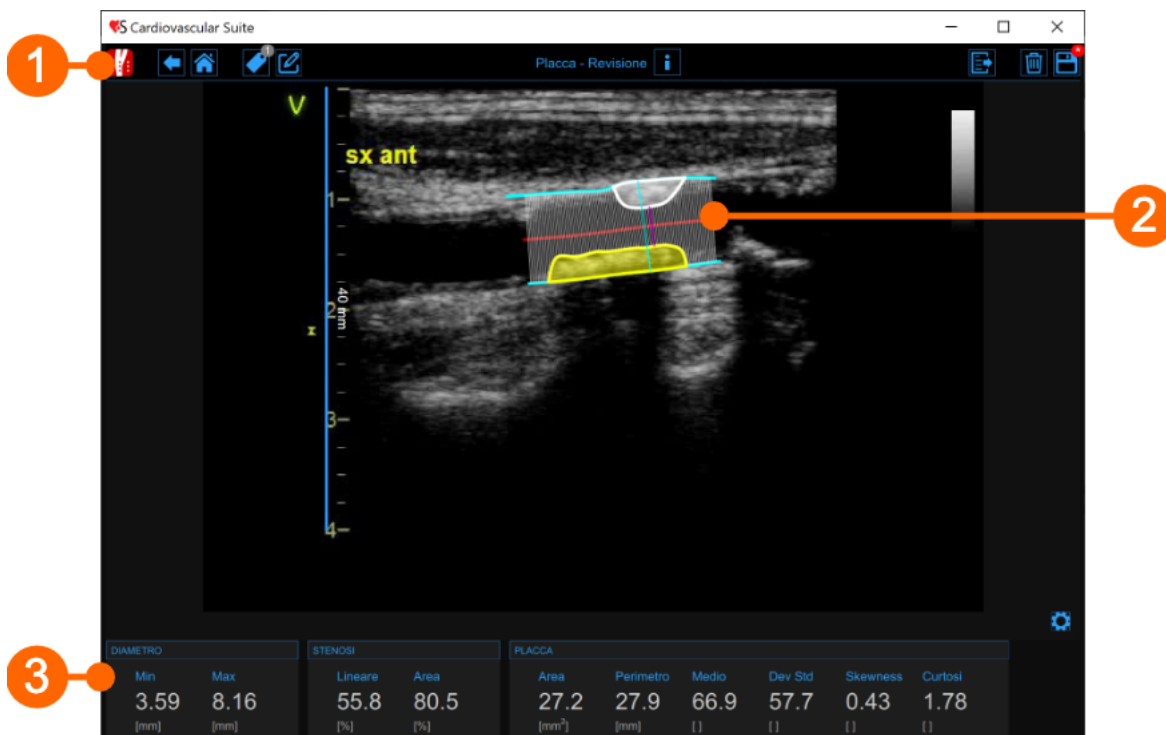 S Cardiovascular Suite
1
1
Placca - Revisione i
*
V
sx ant
1
2
2
40 mm
3
4
3
DIAMETRO STENOSI PLACCA
Min Max Lineare Area Area Perimetro Medio Dev Std Skewness Curtosi
3.59 8.16 55.8 80.5 27.2 27.9 66.9 57.7 0.43 1.78
[mm] [mm] [%] [%] [mm²] [mm] [ ] [ ] [ ] [ ]